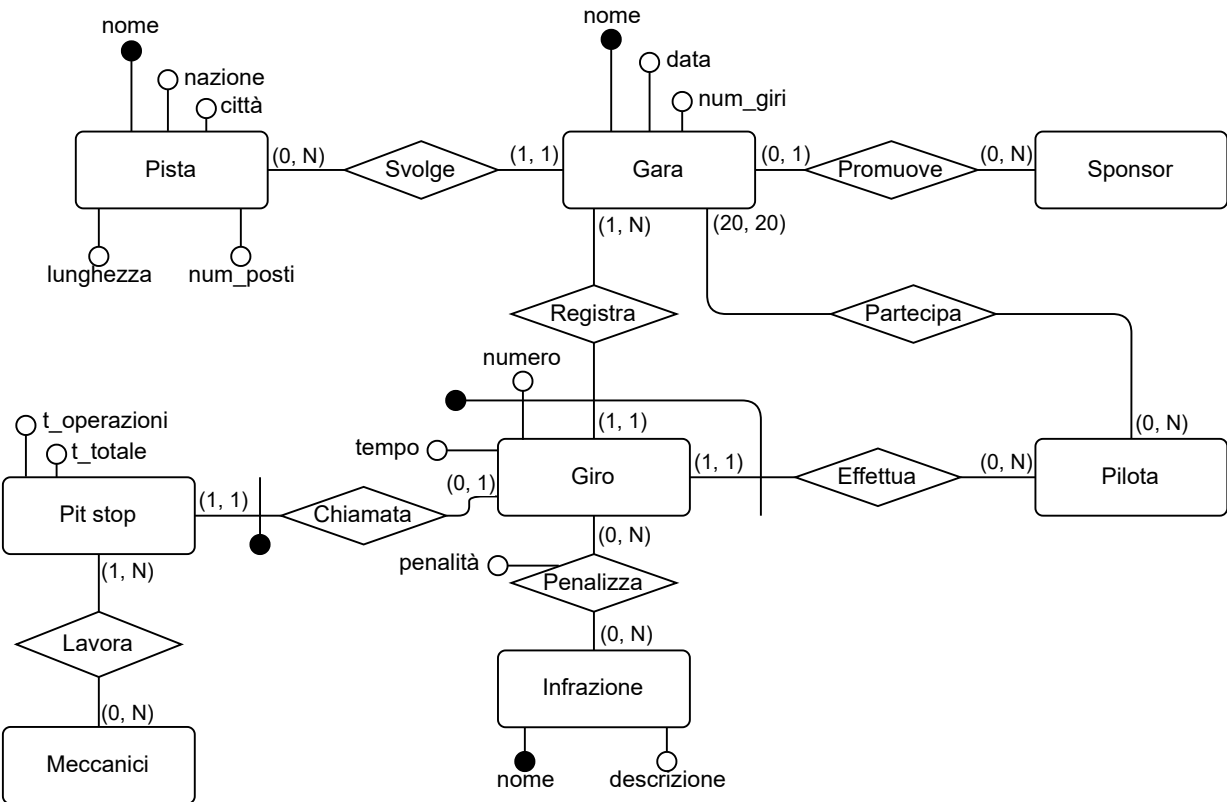 nome
nazione
città
Pista
lunghezza
num_posti
(0, N)
Svolge
(1, 1)
nome
data
num_giri
Gara
(0, 1)
Promuove
(0, N)
Sponsor
(1, N)
(20, 20)
Registra
Partecipa
numero
(1, 1)
(0, N)
tempo
Giro
(1, 1)
Effettua
(0, N)
Pilota
t_operazioni
t_totale
Pit stop
(1, 1)
Chiamata
(0, 1)
(0, N)
penalità
Penalizza
(0, N)
Infrazione
nome
descrizione
(1, N)
Lavora
(0, N)
Meccanici